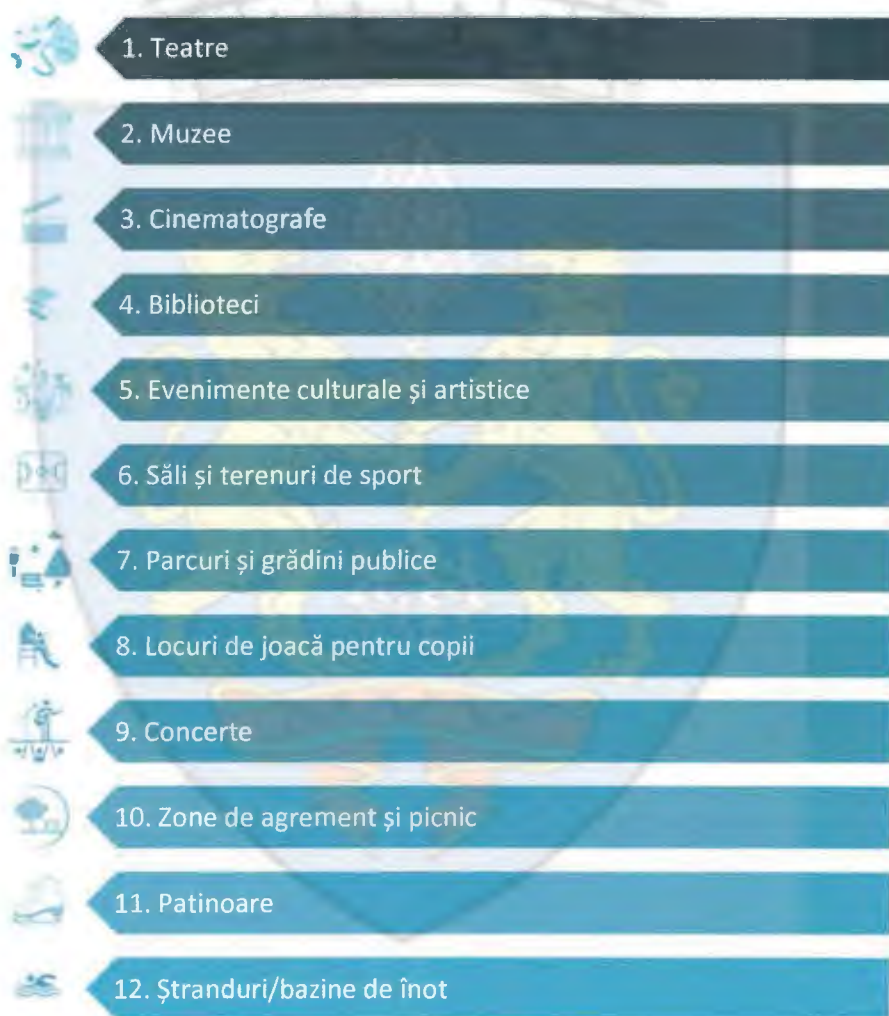 1. Teatre
2. Muzee
3. Cinematografe
4. Biblioteci
5. Evenimente culturale și artistice
6. Săli și terenuri de sport
7. Parcuri și grădini publice
8. Locuri de joacă pentru copii
9. Concerte
10. Zone de agrement și picnic
11. Patinoare
12. Ștranduri/bazine de înot